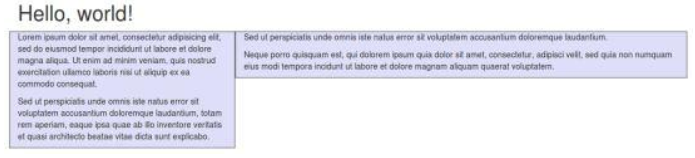 Hello, world!
Lorem ipsum dolor sit amet, consectetur adipisicing elit,
sed do eiusmod tempor incididunt ut labore et dolore
magna aliqua. Ut enim ad minim veniam, quis nostrud
exercitation ullamco laboris nisi ut aliquip ex ea
commodo consequat.
Sed ut perspiciatis unde omnis iste natus error sit
voluptatem accusantium doloremque laudantium, totam
rem aperiam, eaque ipsa quae ab illo inventore veritatis
et quasi architecto beatae vitae dicta sunt explicabo.
Sed ut perspiciatis unde omnis iste natus error sit voluptatem accusantium doloremque laudantium.
Neque porro quisquam est, qui dolorem ipsum quia dolor sit amet, consectetur, adipisci velit, sed quia non numquam
eius modi tempora incidunt ut labore et dolore magnam aliquam quaerat voluptatem.